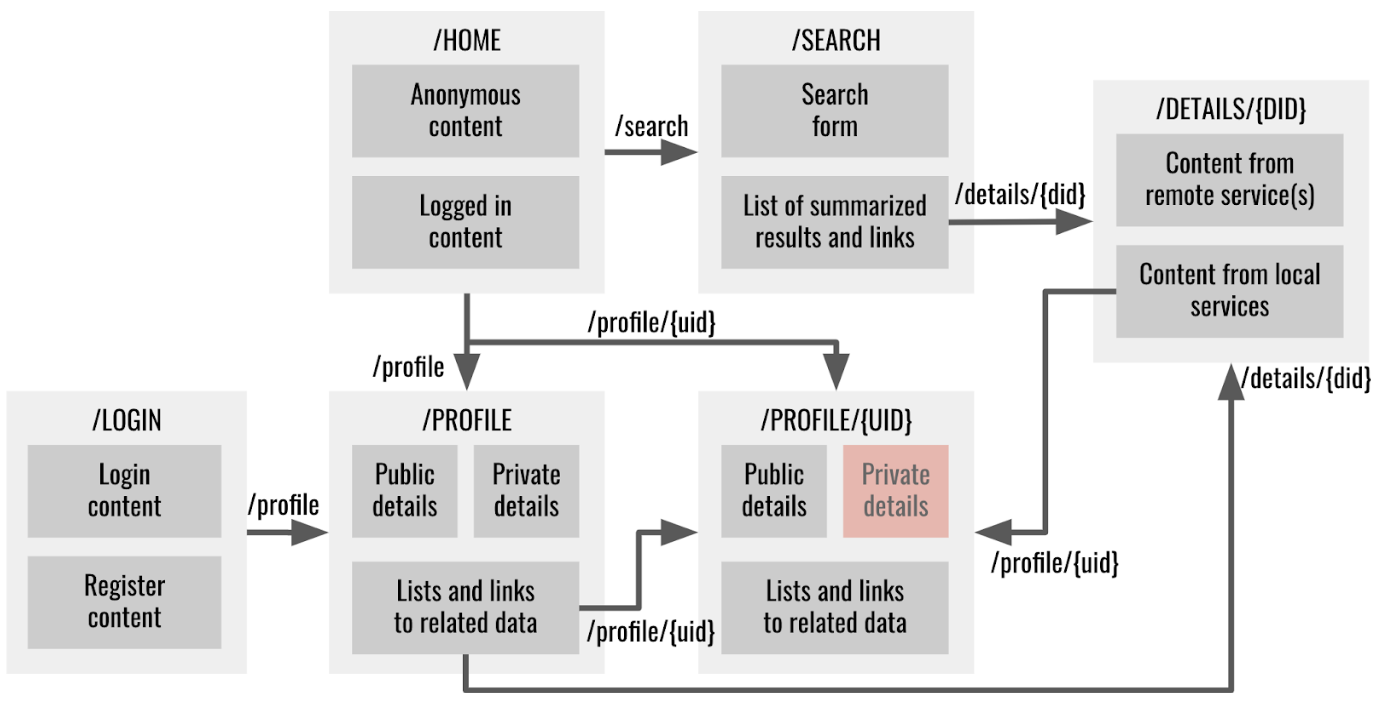 /HOME
Anonymous
content
Logged in
content
/search
/SEARCH
Search
form
List of summarized
results and links
/details/{did}
/DETAILS/{DID}
Content from
remote service(s)
Content from local
services
/profile/{uid}
/profile
/details/{did}
/LOGIN
Login
content
Register
content
/profile
/PROFILE
Public
details
Private
details
Lists and links
to related data
/profile/{uid}
/PROFILE/{UID}
Public
details
Private
details
Lists and links
to related data
/profile/{uid}